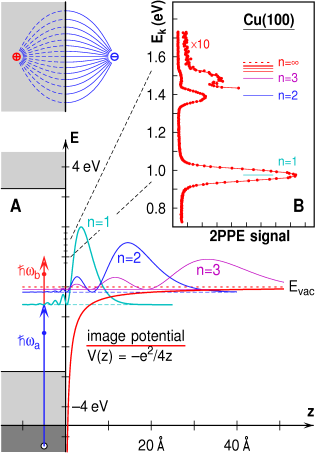 ⊕
⊖
E_k (eV)
Cu(100)
×10
1.6
n=∞
n=3
1.4
n=2
1.2
1.0
n=1
0.8
B
2PPE signal
E
4 eV
A
n=1
n=2
n=3
ħω_b
E_vac
ħω_a
image potential
V(z) = −e²/4z
−4 eV
z
20 Å
40 Å